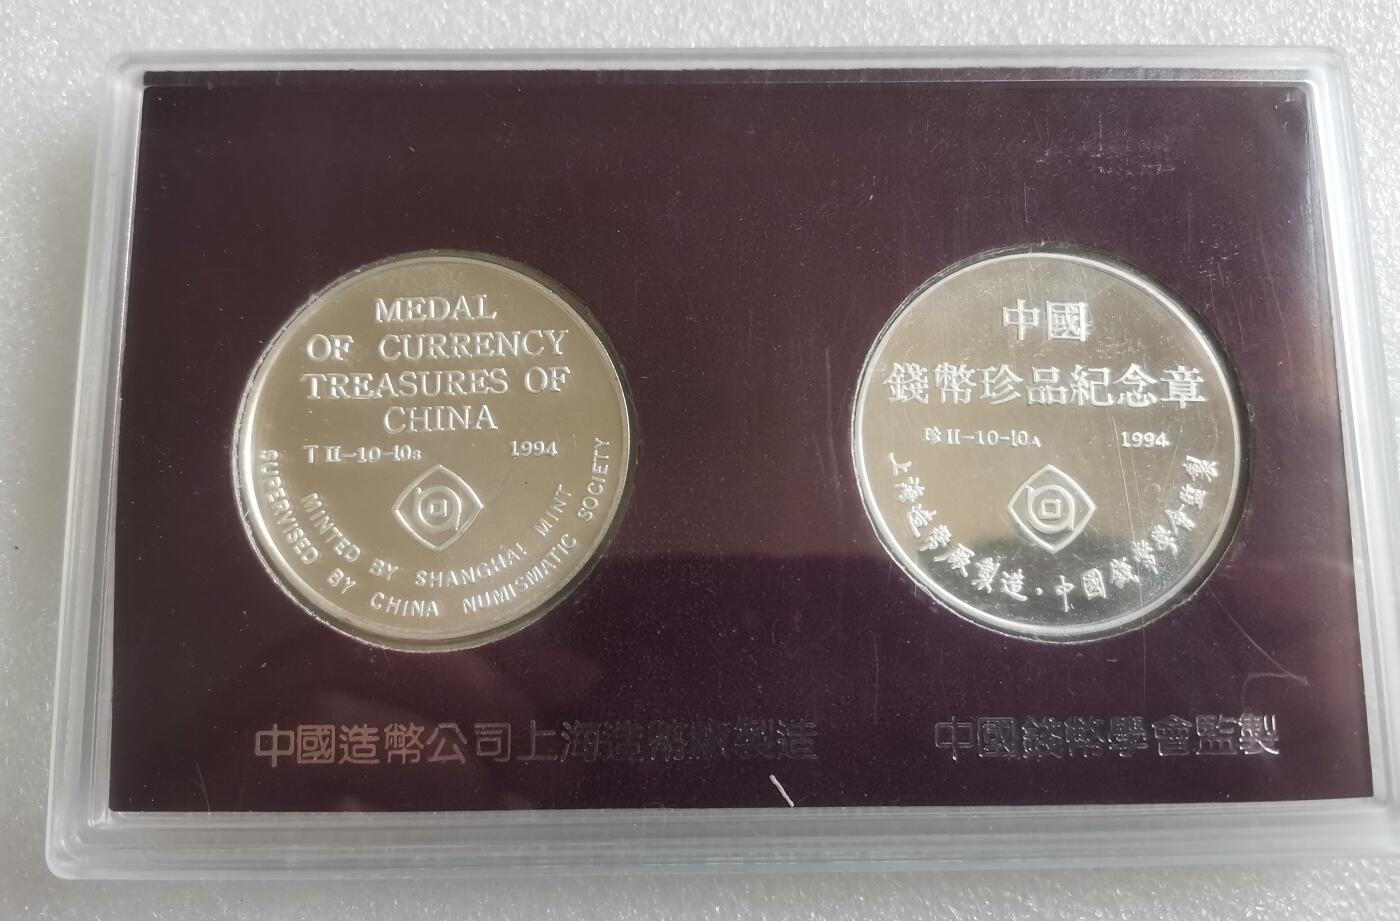 MEDAL
OF CURRENCY
TREASURES OF
CHINA
T II-10-10B 1994
MINTED BY SHANGHAI MINT
SUPERVISED BY CHINA NUMISMATIC SOCIETY
中國
錢幣珍品紀念章
珍 II-10-10A 1994
上海造幣廠製造·中國錢幣學會監製
中國造幣公司上海造幣廠製造
中國錢幣學會監製